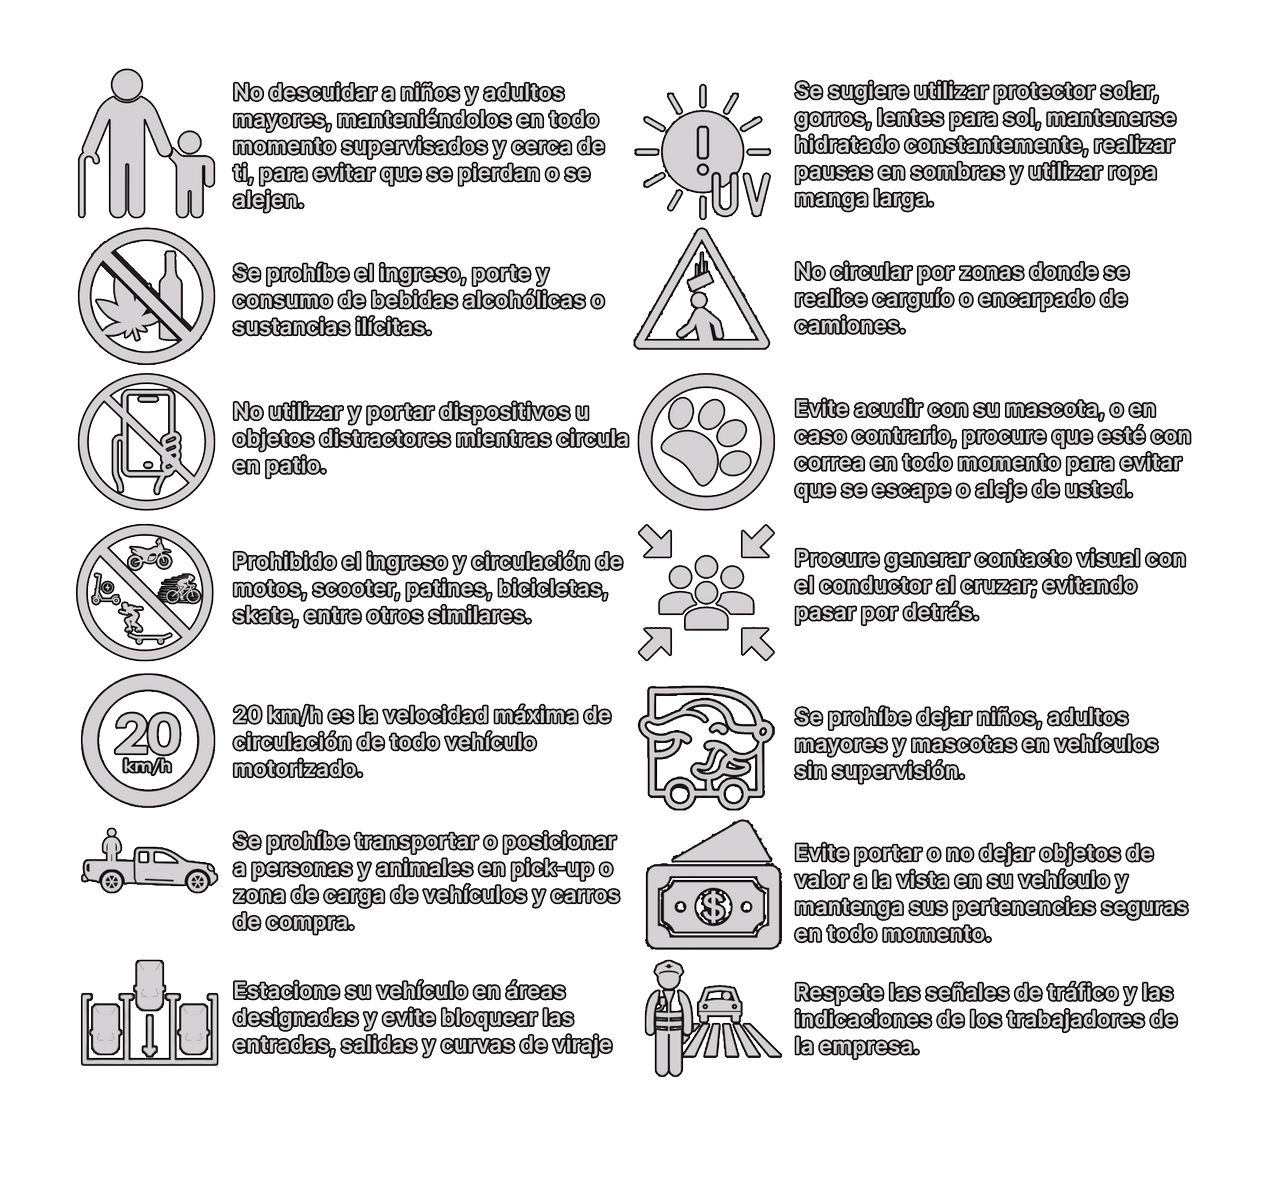 No descuidar a niños y adultos
mayores, manteniéndolos en todo
momento supervisados y cerca de
ti, para evitar que se pierdan o se
alejen.
Se prohíbe el ingreso, porte y
consumo de bebidas alcohólicas o
sustancias ilícitas.
No utilizar y portar dispositivos u
objetos distractores mientras circula
en patio.
Prohibido el ingreso y circulación de
motos, scooter, patines, bicicletas,
skate, entre otros similares.
20
km/h
20 km/h es la velocidad máxima de
circulación de todo vehículo
motorizado.
Se prohíbe transportar o posicionar
a personas y animales en pick-up o
zona de carga de vehículos y carros
de compra.
Estacione su vehículo en áreas
designadas y evite bloquear las
entradas, salidas y curvas de viraje
!
UV
Se sugiere utilizar protector solar,
gorros, lentes para sol, mantenerse
hidratado constantemente, realizar
pausas en sombras y utilizar ropa
manga larga.
No circular por zonas donde se
realice carguío o encarpado de
camiones.
Evite acudir con su mascota, o en
caso contrario, procure que esté con
correa en todo momento para evitar
que se escape o aleje de usted.
Procure generar contacto visual con
el conductor al cruzar; evitando
pasar por detrás.
Se prohíbe dejar niños, adultos
mayores y mascotas en vehículos
sin supervisión.
$
Evite portar o no dejar objetos de
valor a la vista en su vehículo y
mantenga sus pertenencias seguras
en todo momento.
Respete las señales de tráfico y las
indicaciones de los trabajadores de
la empresa.